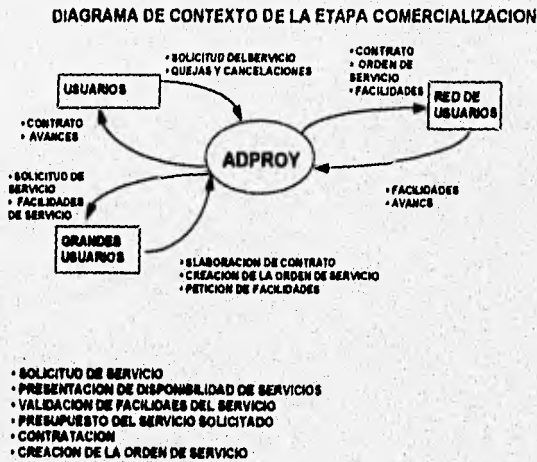 DIAGRAMA DE CONTEXTO DE LA ETAPA COMERCIALIZACION
• SOLICITUD DEL SERVICIO
• QUEJAS Y CANCELACIONES
• CONTRATO
• ORDEN DE
SERVICIO
• FACILIDADES
USUARIOS
RED DE
USUARIOS
• CONTRATO
• AVANCES
ADPROY
• SOLICITUD DE
SERVICIO
• FACILIDADES
DE SERVICIO
• FACILIDADES
• AVANCS
GRANDES
USUARIOS
• ELABORACION DE CONTRATO
• CREACION DE LA ORDEN DE SERVICIO
• PETICION DE FACILIDADES
• SOLICITUD DE SERVICIO
• PRESENTACION DE DISPONIBILIDAD DE SERVICIOS
• VALIDACION DE FACILIDAES DEL SERVICIO
• PRESUPUESTO DEL SERVICIO SOLICITADO
• CONTRATACION
• CREACION DE LA ORDEN DE SERVICIO